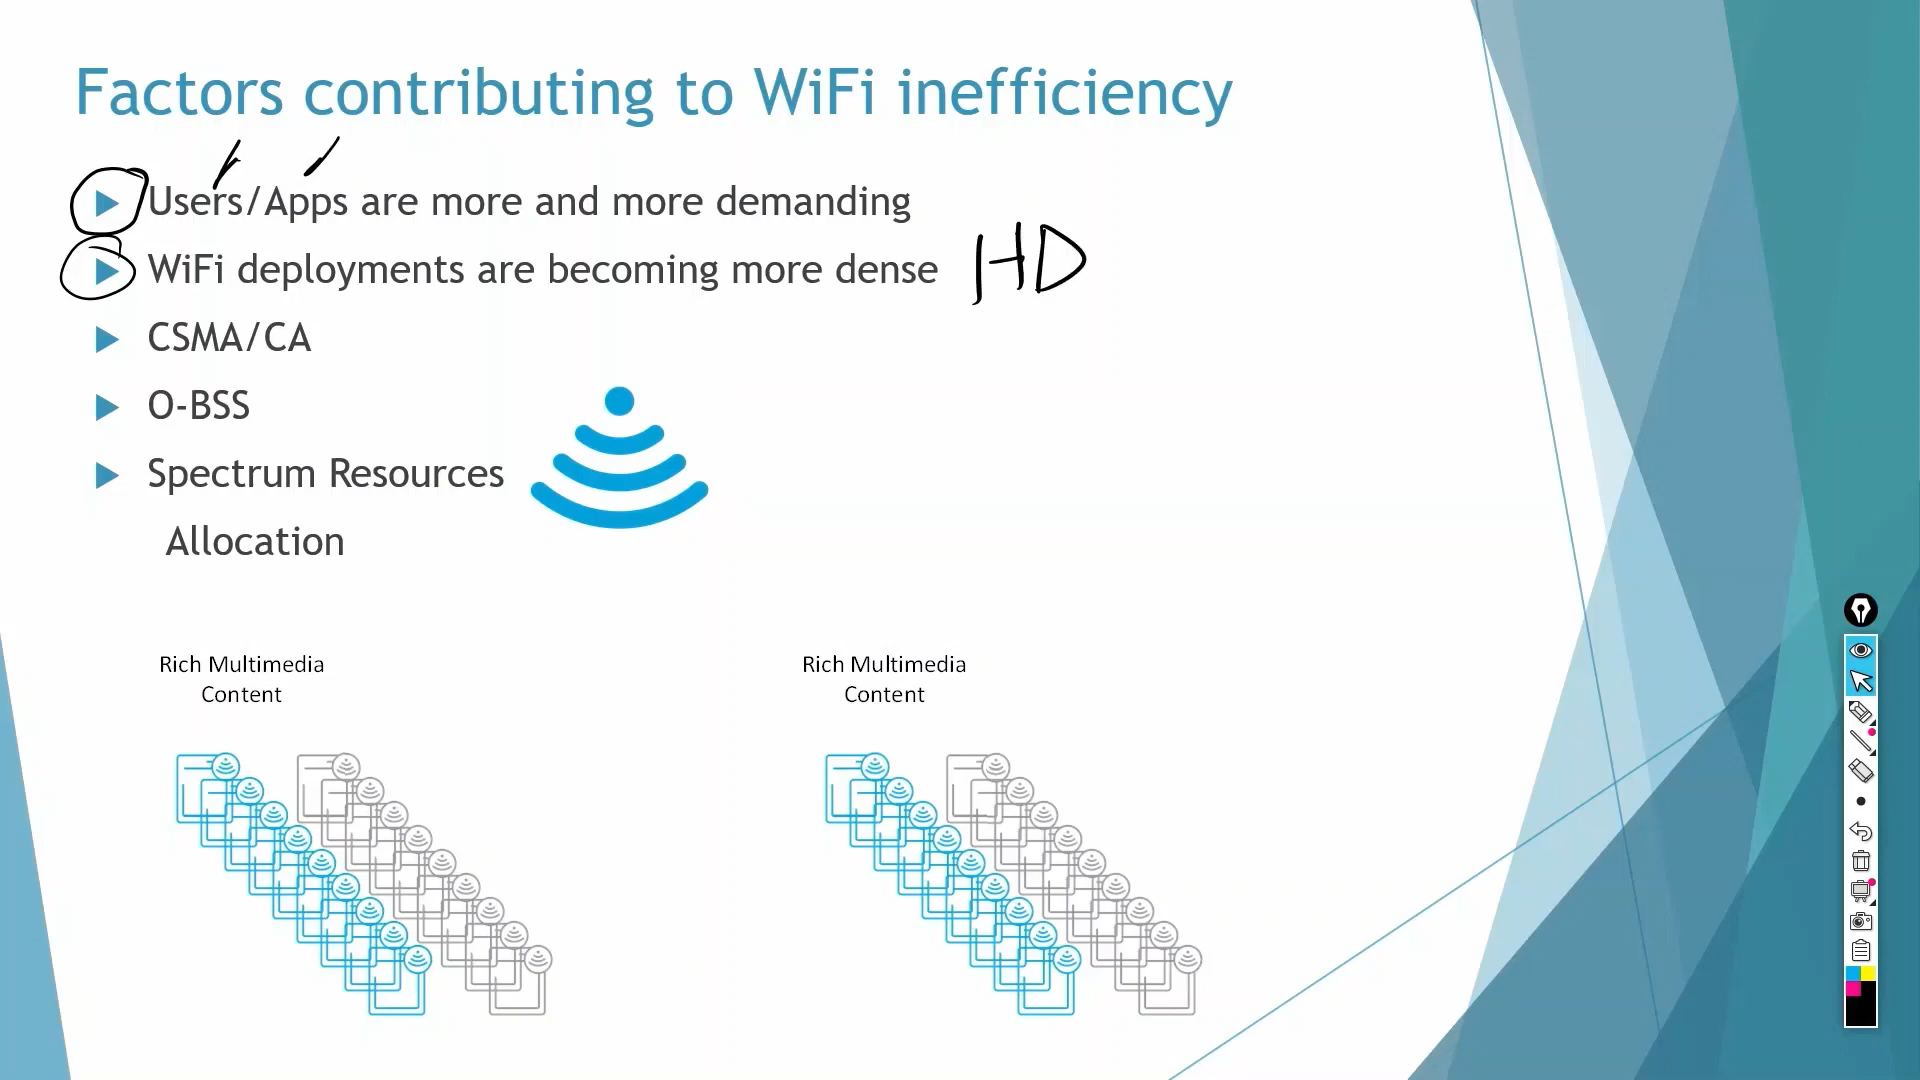 Factors contributing to WiFi inefficiency
Users/Apps are more and more demanding
WiFi deployments are becoming more dense HD
CSMA/CA
O-BSS
Spectrum Resources
Allocation
Rich Multimedia
Content
Rich Multimedia
Content